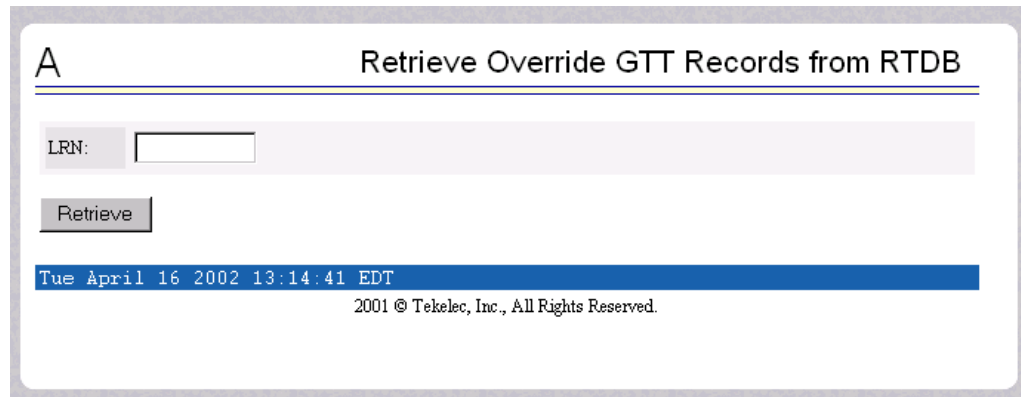 A
Retrieve Override GTT Records from RTDB
LRN:
Retrieve
Tue April 16 2002 13:14:41 EDT
2001 © Tekelec, Inc., All Rights Reserved.